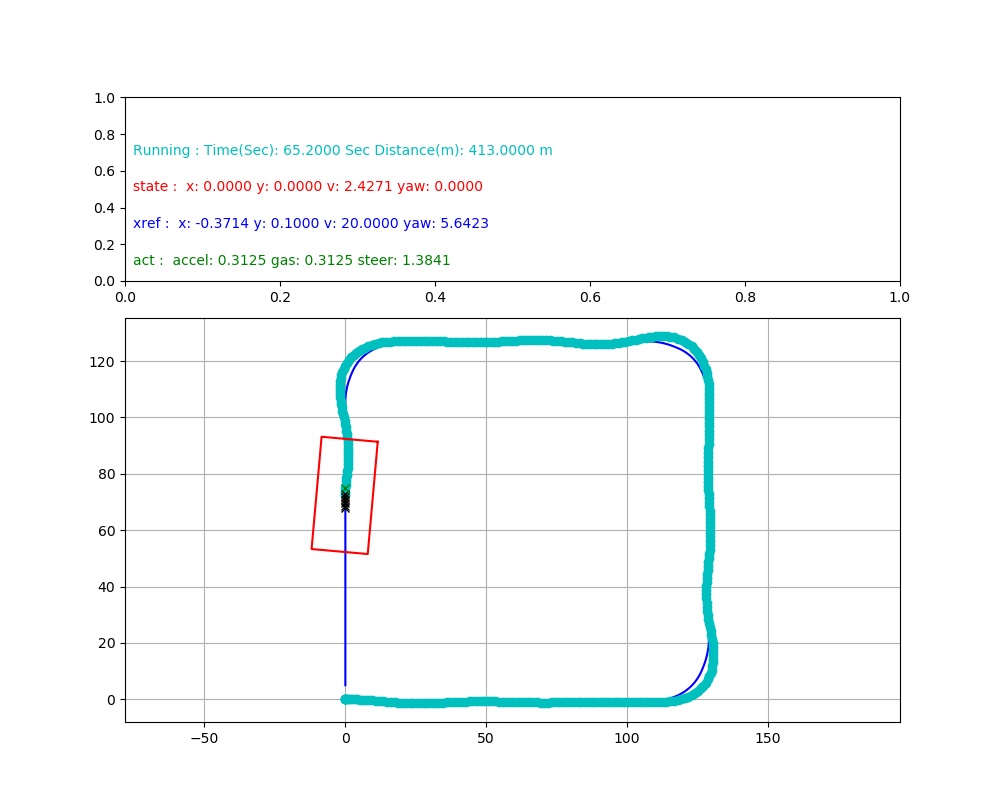 1.0
0.8
Running : Time(Sec): 65.2000 Sec Distance(m): 413.0000 m
0.6
state :  x: 0.0000 y: 0.0000 v: 2.4271 yaw: 0.0000
0.4
xref :  x: -0.3714 y: 0.1000 v: 20.0000 yaw: 5.6423
0.2
act :  accel: 0.3125 gas: 0.3125 steer: 1.3841
0.0
0.0 0.2 0.4 0.6 0.8 1.0
120
100
80
60
40
20
0
−50 0 50 100 150